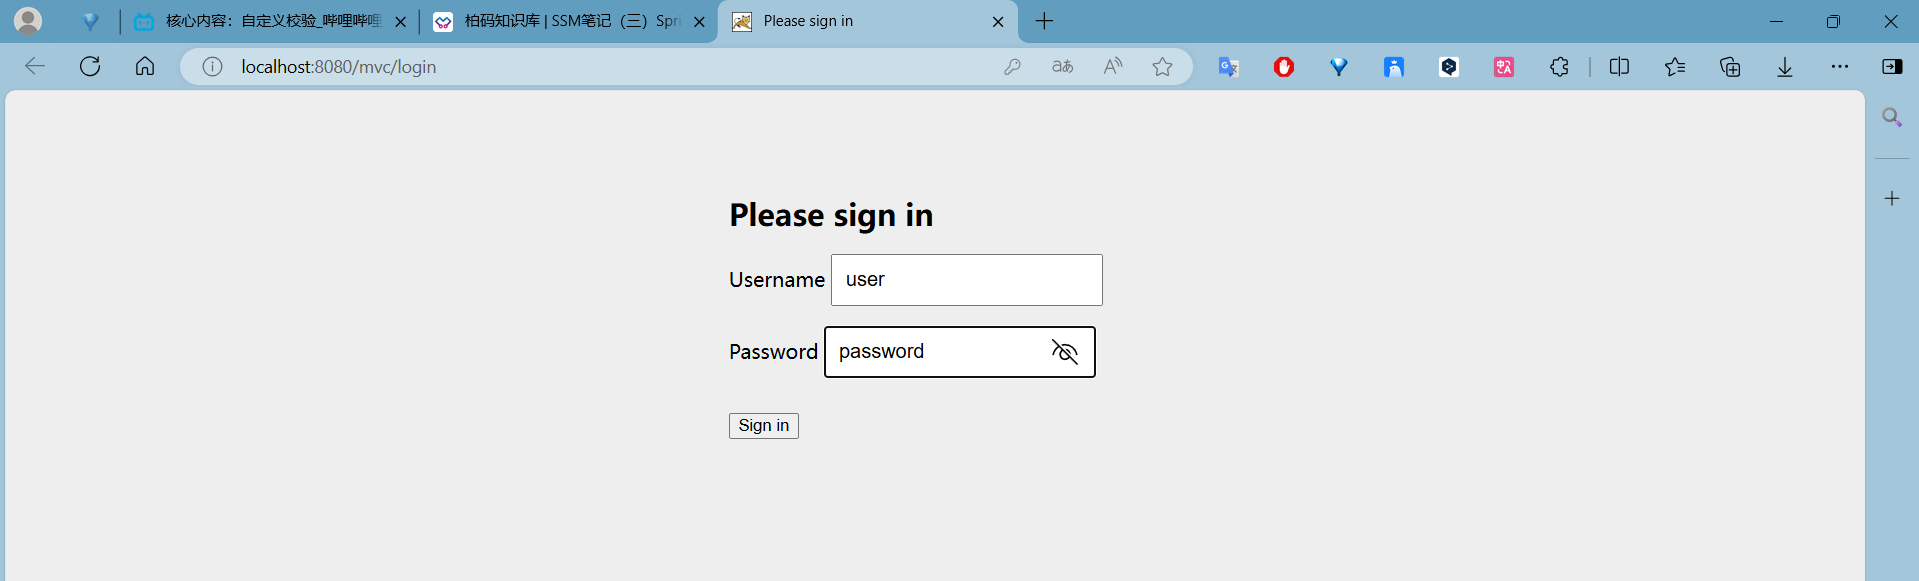 核心内容：自定义校验_哔哩哔哩
柏码知识库 | SSM笔记（三）Spri
Please sign in
localhost:8080/mvc/login
Please sign in
Username user
Password password
Sign in